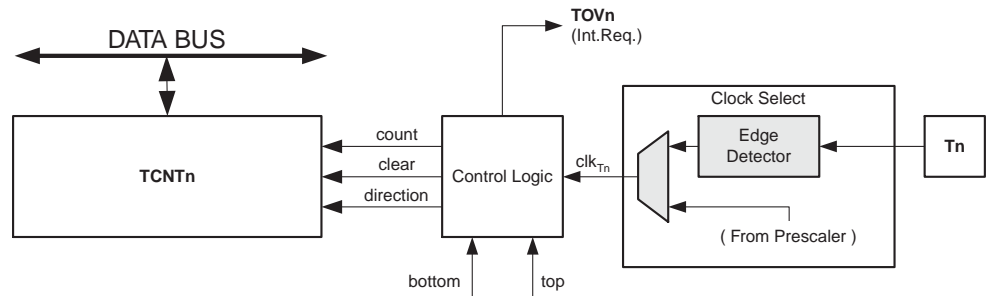 TOVn
(Int.Req.)
DATA BUS
Clock Select
count
Edge
Detector
Tn
TCNTn
clear
Control Logic
clkTn
direction
( From Prescaler )
bottom
top